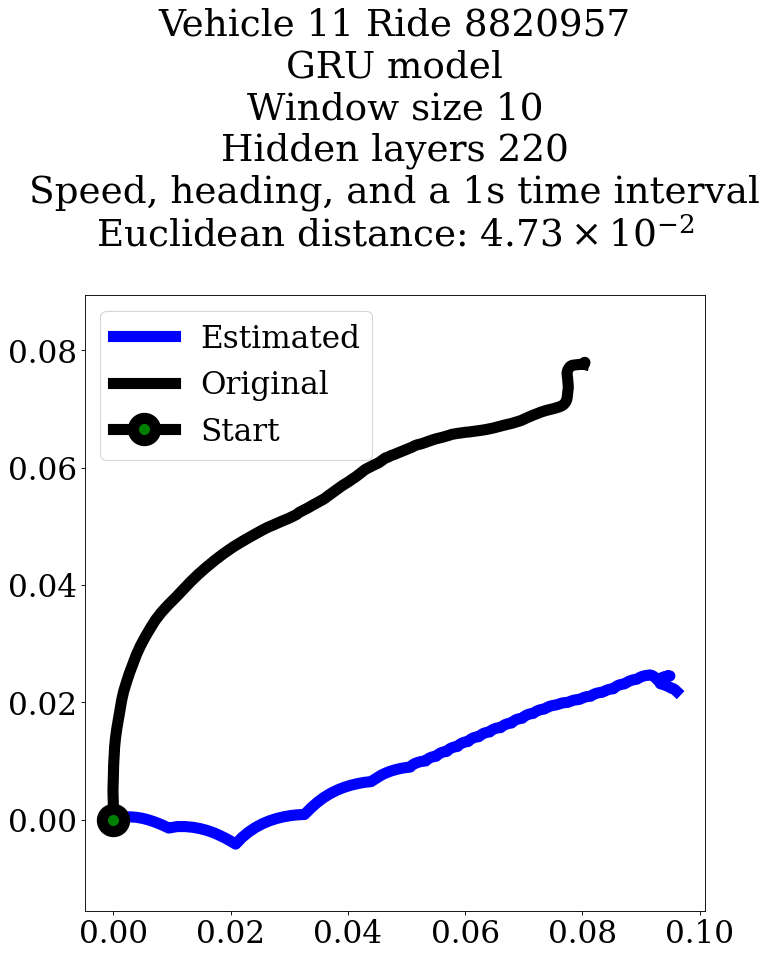 Vehicle 11 Ride 8820957
GRU model
Window size 10
Hidden layers 220
Speed, heading, and a 1s time interval
Euclidean distance: 4.73 × 10⁻²
Estimated
Original
Start
0.08
0.06
0.04
0.02
0.00
0.00 0.02 0.04 0.06 0.08 0.10